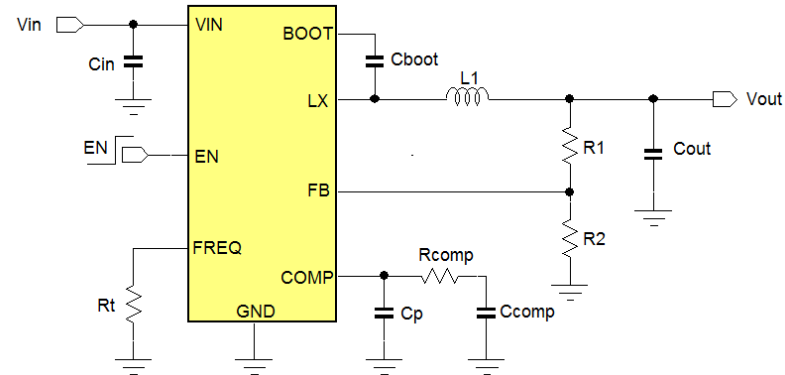 Vin
VIN
BOOT
Cin
Cboot
L1
LX
Vout
EN
EN
R1
Cout
FB
FREQ
R2
Rcomp
COMP
Rt
GND
Cp
Ccomp